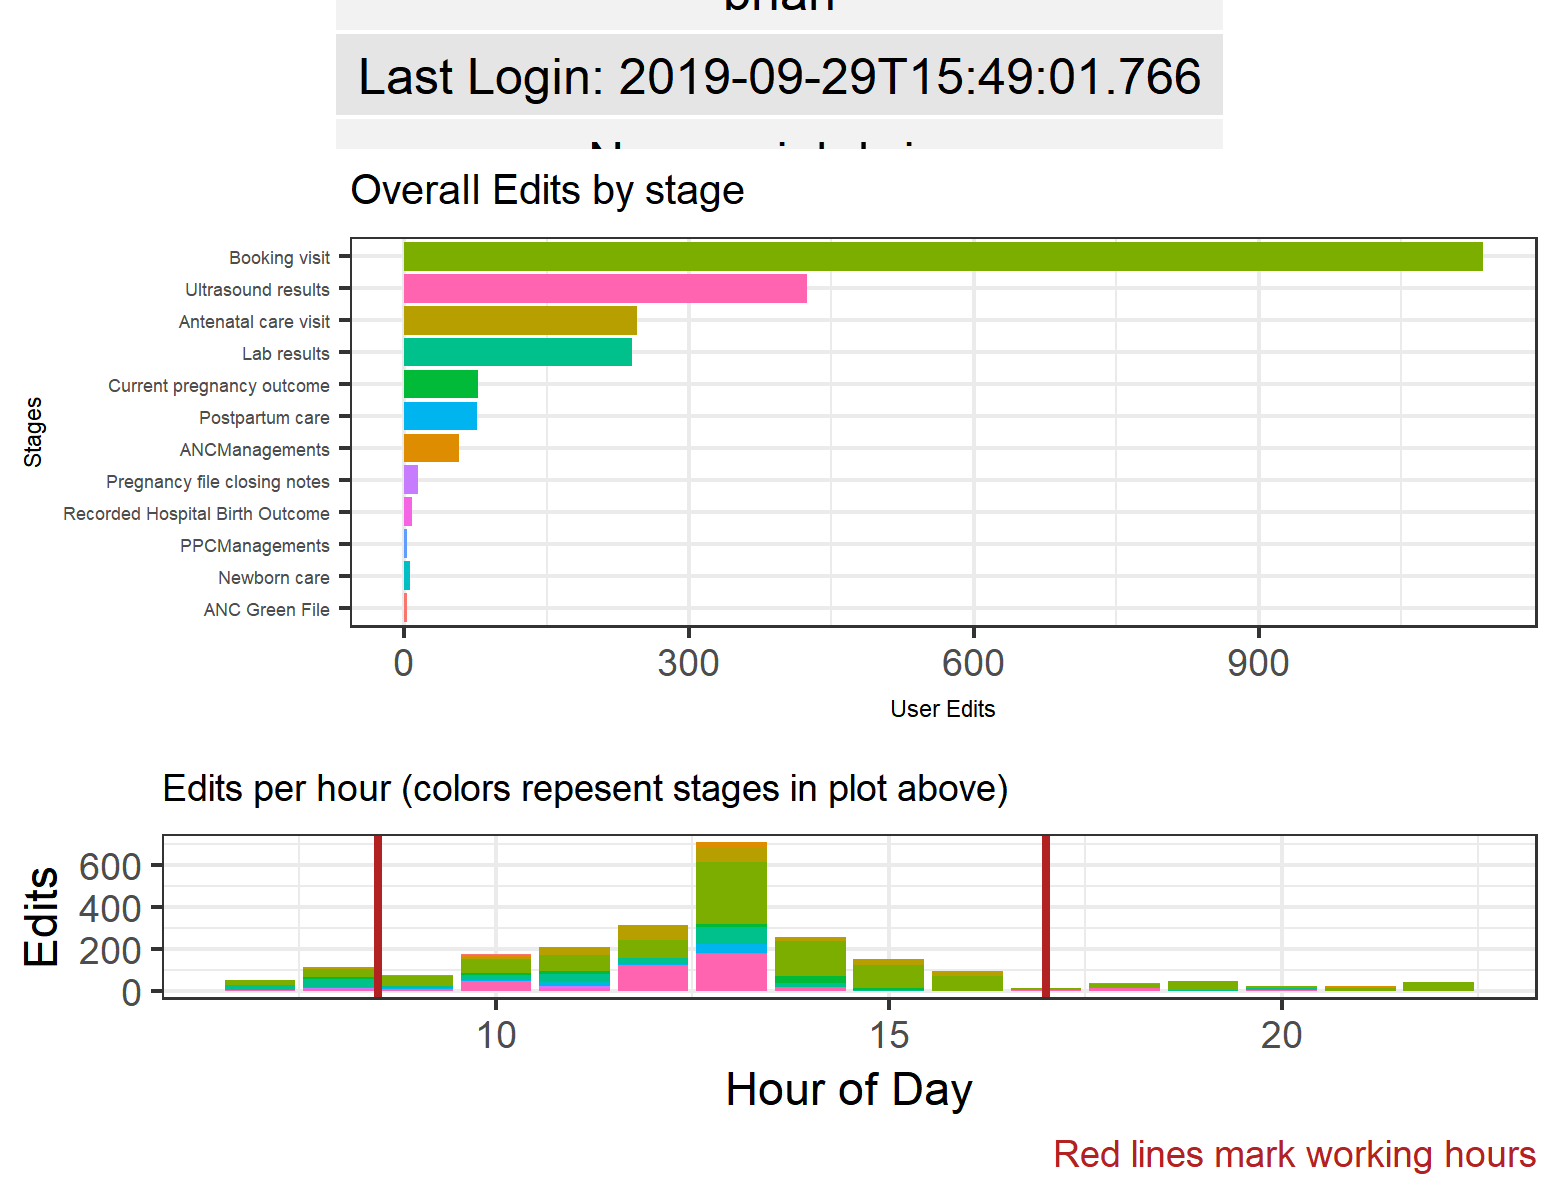 brian
Last Login: 2019-09-29T15:49:01.766
Overall Edits by stage
Booking visit
Ultrasound results
Antenatal care visit
Lab results
Current pregnancy outcome
Postpartum care
ANCManagements
Pregnancy file closing notes
Recorded Hospital Birth Outcome
PPCManagements
Newborn care
ANC Green File
Stages
0 300 600 900
User Edits
Edits per hour (colors repesent stages in plot above)
600
400
200
0
Edits
10 15 20
Hour of Day
Red lines mark working hours